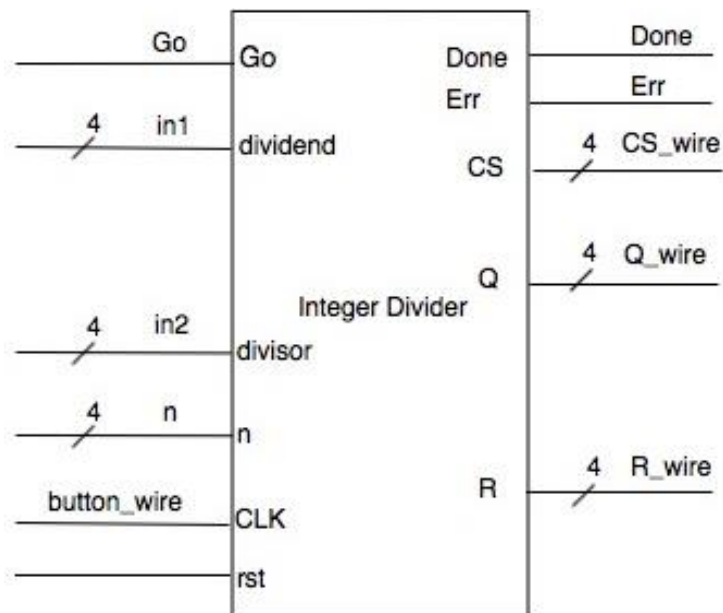 Go
Go
Done
Done
Err
Err
4
in1
dividend
CS
4
CS_wire
Q
4
Q_wire
Integer Divider
4
in2
divisor
4
n
n
R
4
R_wire
button_wire
CLK
rst